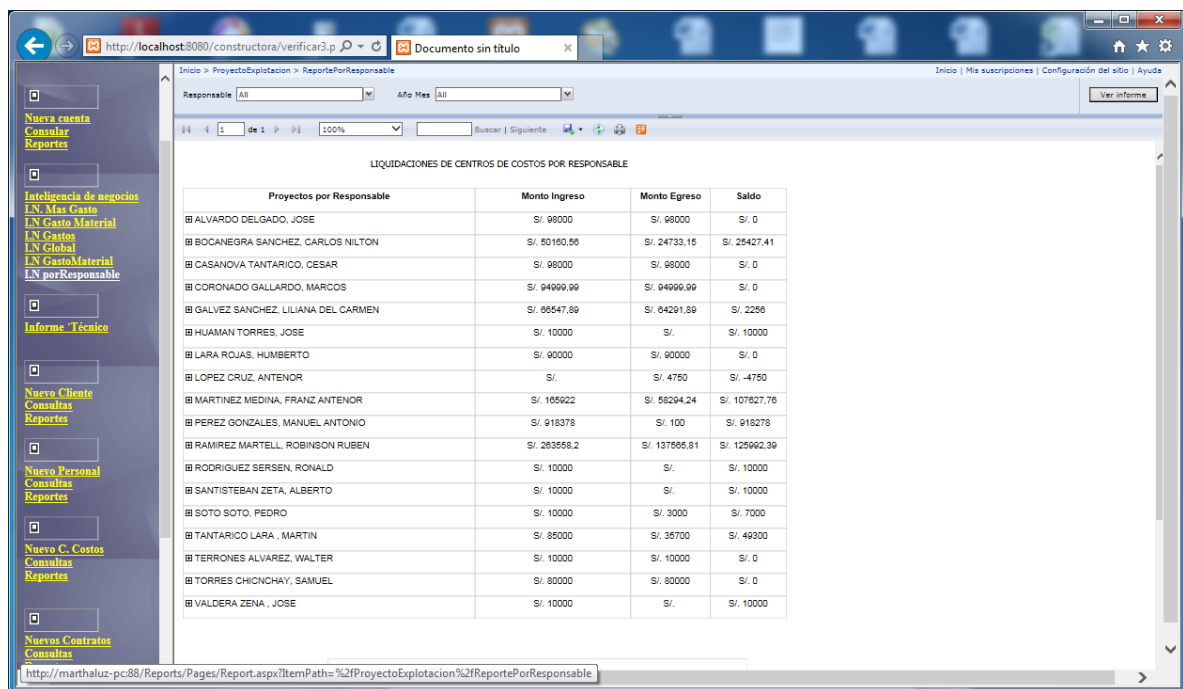 http://localhost:8080/constructora/verificar3.p
Documento sin título
Inicio > ProyectoExplotacion > ReportePorResponsable
Inicio | Mis suscripciones | Configuración del sitio | Ayuda
Responsable All Año Mes All Ver informe
1 de 1 100% Buscar | Siguiente
Nueva cuenta
Consular
Reportes
Inteligencia de negocios
I.N. Mas Gasto
I.N Gasto Material
I.N Gastos
I.N Global
I.N GastoMaterial
I.N porResponsable
Informe ´Técnico
Nuevo Cliente
Consultas
Reportes
Nuevo Personal
Consultas
Reportes
Nuevo C. Costos
Consultas
Reportes
Nuevos Contratos
Consultas
LIQUIDACIONES DE CENTROS DE COSTOS POR RESPONSABLE
Proyectos por Responsable Monto Ingreso Monto Egreso Saldo
ALVARDO DELGADO, JOSE S/. 98000 S/. 98000 S/. 0
BOCANEGRA SANCHEZ, CARLOS NILTON S/. 50160,56 S/. 24733,15 S/. 25427,41
CASANOVA TANTARICO, CESAR S/. 98000 S/. 98000 S/. 0
CORONADO GALLARDO, MARCOS S/. 94999,99 S/. 94999,99 S/. 0
GALVEZ SANCHEZ, LILIANA DEL CARMEN S/. 66547,89 S/. 64291,89 S/. 2256
HUAMAN TORRES, JOSE S/. 10000 S/. S/. 10000
LARA ROJAS, HUMBERTO S/. 90000 S/. 90000 S/. 0
LOPEZ CRUZ, ANTENOR S/. S/. 4750 S/. -4750
MARTINEZ MEDINA, FRANZ ANTENOR S/. 165922 S/. 58294,24 S/. 107627,76
PEREZ GONZALES, MANUEL ANTONIO S/. 918378 S/. 100 S/. 918278
RAMIREZ MARTELL, ROBINSON RUBEN S/. 263558,2 S/. 137565,81 S/. 125992,39
RODRIGUEZ SERSEN, RONALD S/. 10000 S/. S/. 10000
SANTISTEBAN ZETA, ALBERTO S/. 10000 S/. S/. 10000
SOTO SOTO, PEDRO S/. 10000 S/. 3000 S/. 7000
TANTARICO LARA , MARTIN S/. 85000 S/. 35700 S/. 49300
TERRONES ALVAREZ, WALTER S/. 10000 S/. 10000 S/. 0
TORRES CHICNCHAY, SAMUEL S/. 80000 S/. 80000 S/. 0
VALDERA ZENA , JOSE S/. 10000 S/. S/. 10000
http://marthaluz-pc:88/Reports/Pages/Report.aspx?ItemPath=%2fProyectoExplotacion%2fReportePorResponsable